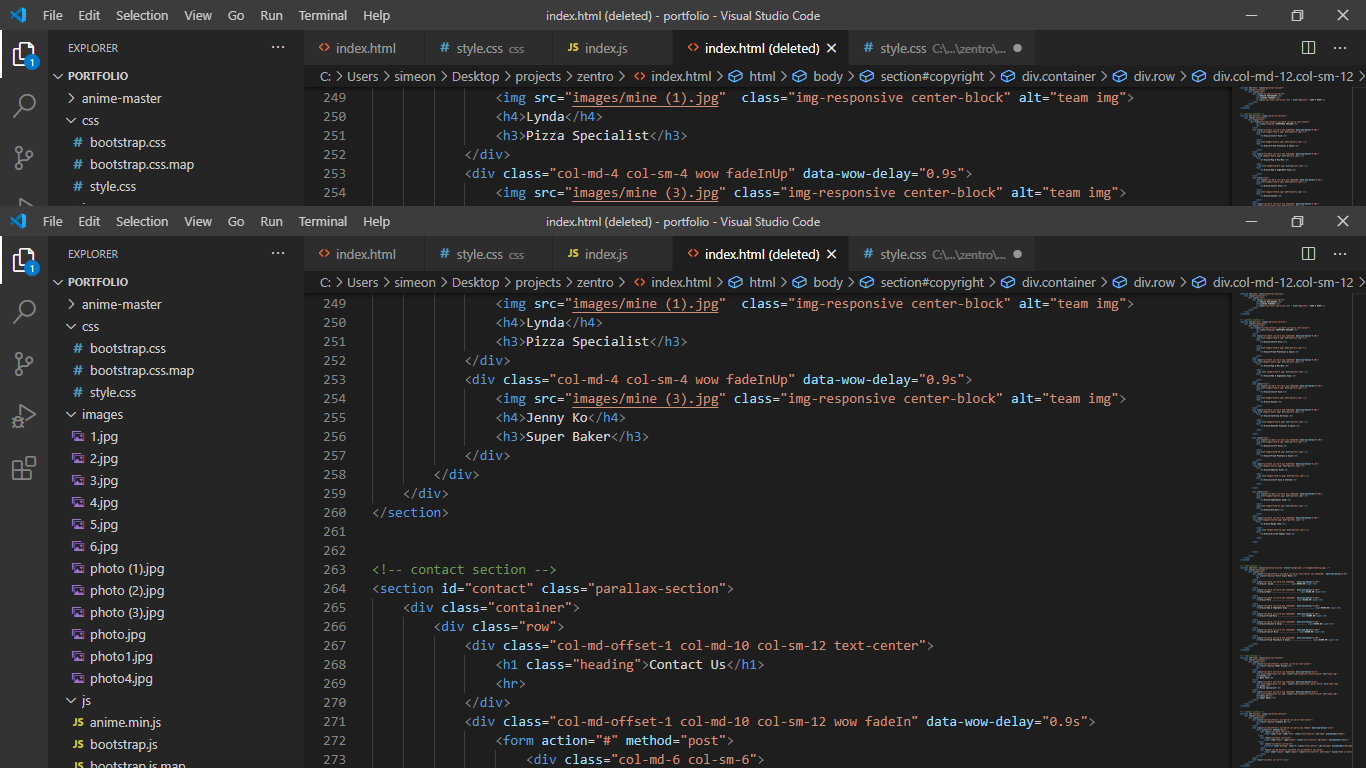 File Edit Selection View Go Run Terminal Help index.html (deleted) - portfolio - Visual Studio Code
EXPLORER ··· index.html style.css css JS index.js index.html (deleted) style.css C:\...\zentro\...
PORTFOLIO C: > Users > simeon > Desktop > projects > zentro > index.html > html > body > section#copyright > div.container > div.row > div.col-md-12.col-sm-12 >
anime-master 249 <img src="images/mine (1).jpg"  class="img-responsive center-block" alt="team img">
css 250 <h4>Lynda</h4>
# bootstrap.css 251 <h3>Pizza Specialist</h3>
# bootstrap.css.map 252 </div>
253 <div class="col-md-4 col-sm-4 wow fadeInUp" data-wow-delay="0.9s">
# style.css 254 <img src="images/mine (3).jpg" class="img-responsive center-block" alt="team img">
File Edit Selection View Go Run Terminal Help index.html (deleted) - portfolio - Visual Studio Code
EXPLORER ··· index.html # style.css css JS index.js index.html (deleted) # style.css C:\...\zentro\...
1
PORTFOLIO C: > Users > simeon > Desktop > projects > zentro > index.html > html > body > section#copyright > div.container > div.row > div.col-md-12.col-sm-12 >
anime-master 249 <img src="images/mine (1).jpg"  class="img-responsive center-block" alt="team img">
css 250 <h4>Lynda</h4>
# bootstrap.css 251 <h3>Pizza Specialist</h3>
# bootstrap.css.map 252 </div>
253 <div class="col-md-4 col-sm-4 wow fadeInUp" data-wow-delay="0.9s">
# style.css 254 <img src="images/mine (3).jpg" class="img-responsive center-block" alt="team img">
images 255 <h4>Jenny Ko</h4>
1.jpg 256 <h3>Super Baker</h3>
2.jpg 257 </div>
3.jpg 258 </div>
259 </div>
4.jpg 260 </section>
5.jpg 261
6.jpg 262
photo (1).jpg 263 <!-- contact section -->
photo (2).jpg 264 <section id="contact" class="parallax-section">
photo (3).jpg 265 <div class="container">
photo.jpg 266 <div class="row">
267 <div class="col-md-offset-1 col-md-10 col-sm-12 text-center">
photo1.jpg 268 <h1 class="heading">Contact Us</h1>
photo4.jpg 269 <hr>
js 270 </div>
JS anime.min.js 271 <div class="col-md-offset-1 col-md-10 col-sm-12 wow fadeIn" data-wow-delay="0.9s">
JS bootstrap.js 272 <form action="#" method="post">
bootstrap.js.map 273 <div class="col-md-6 col-sm-6">